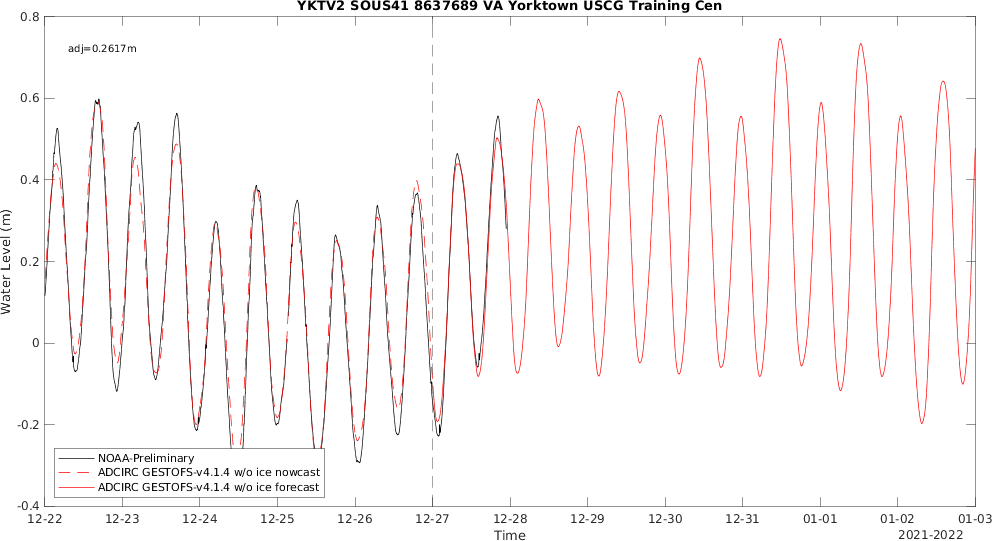 YKTV2 SOUS41 8637689 VA Yorktown USCG Training Cen
adj=0.2617m
0.8
0.6
0.4
0.2
0
-0.2
-0.4
Water Level (m)
NOAA-Preliminary
ADCIRC GESTOFS-v4.1.4 w/o ice nowcast
ADCIRC GESTOFS-v4.1.4 w/o ice forecast
12-22 12-23 12-24 12-25 12-26 12-27 12-28 12-29 12-30 12-31 01-01 01-02 01-03
Time
2021-2022